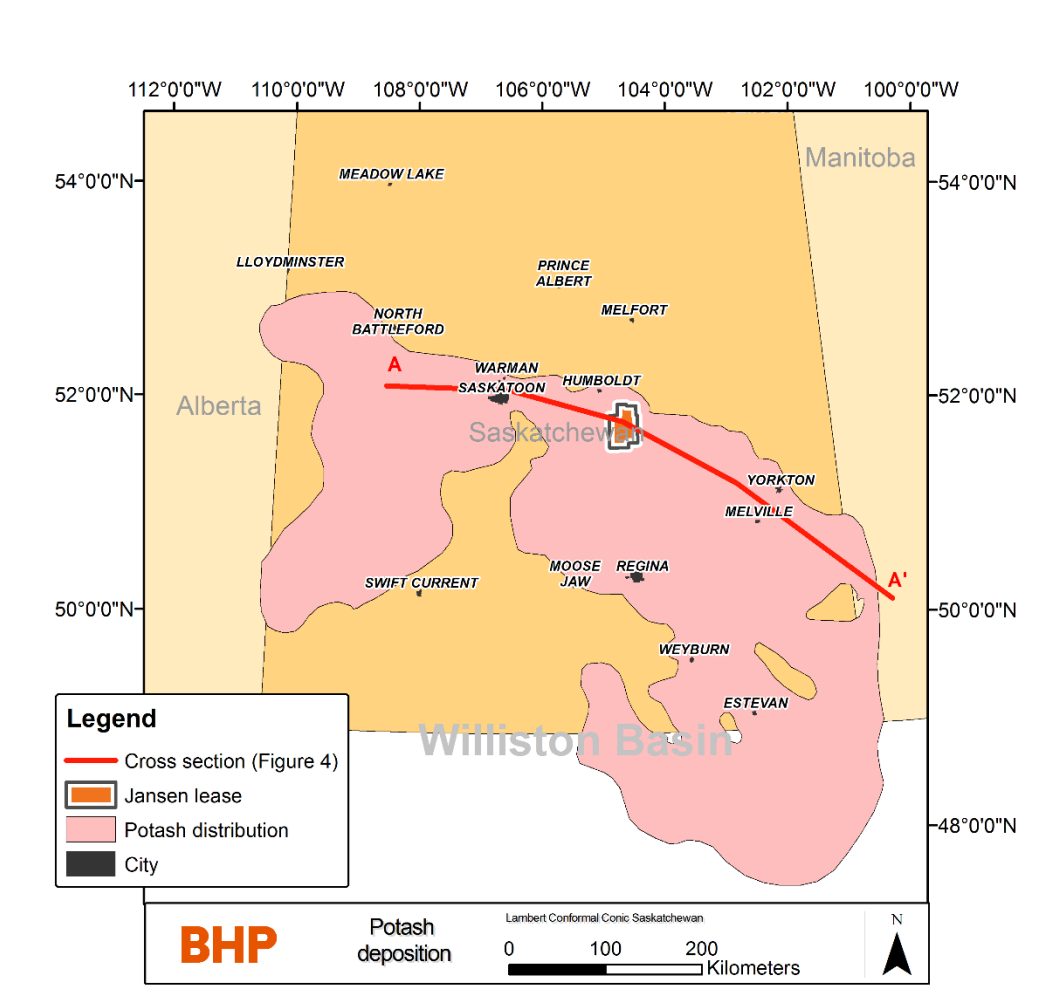 112°0'0"W 110°0'0"W 108°0'0"W 106°0'0"W 104°0'0"W 102°0'0"W 100°0'0"W
Manitoba
54°0'0"N
54°0'0"N
MEADOW LAKE
LLOYDMINSTER
PRINCE
ALBERT
MELFORT
NORTH
BATTLEFORD
A
WARMAN
SASKATOON
HUMBOLDT
52°0'0"N
52°0'0"N
Alberta
Saskatchewan
YORKTON
MELVILLE
MOOSE
JAW
REGINA
SWIFT CURRENT
A'
50°0'0"N
50°0'0"N
WEYBURN
ESTEVAN
Williston Basin
48°0'0"N
Legend
Cross section (Figure 4)
Jansen lease
Potash distribution
City
BHP
Potash
deposition
Lambert Conformal Conic Saskatchewan
0 100 200
Kilometers
N